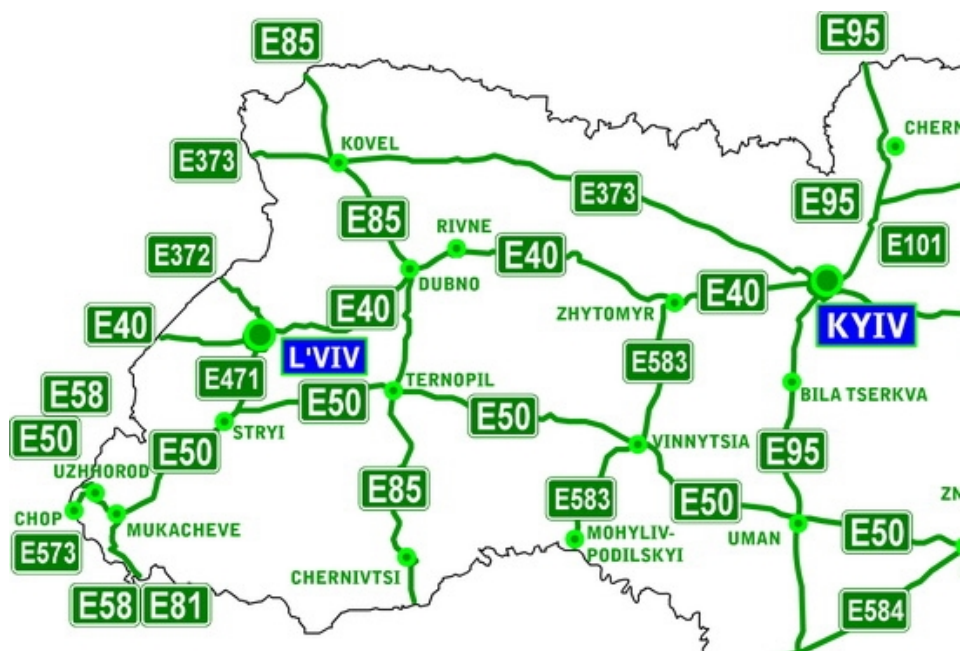 E85
E95
CHERN
KOVEL
E373
E373
E95
E85
RIVNE
E101
E372
E40
DUBNO
E40
E40
ZHYTOMYR
E40
KYIV
L'VIV
E583
E471
TERNOPIL
E58
E50
BILA TSERKVA
E50
E50
STRYI
VINNYTSIA
E50
E95
UZHHOROD
E85
E583
E50
ZN
CHOP
MUKACHEVE
MOHYLIV-
PODILSKYI
UMAN
E50
E573
CHERNIVTSI
E58
E81
E584